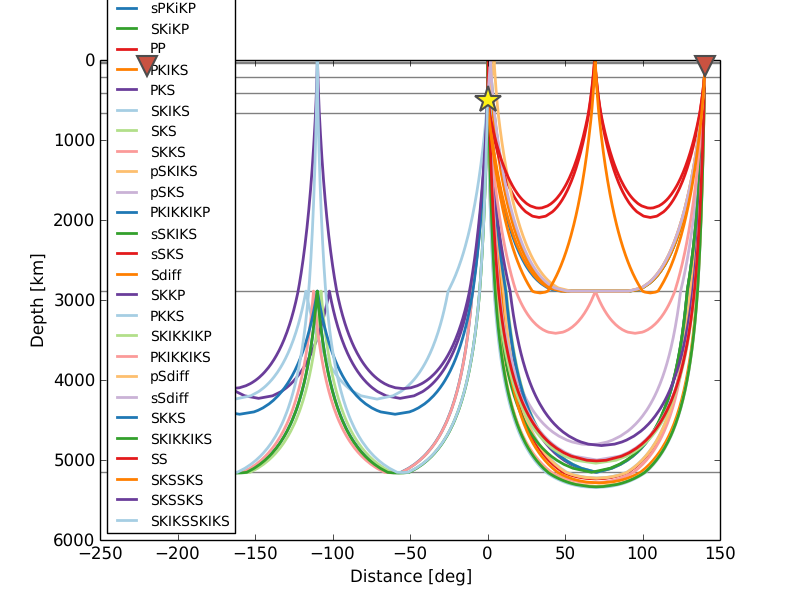 sPKiKP
SKiKP
PP
PKIKS
PKS
SKIKS
SKS
SKKS
pSKIKS
pSKS
PKIKKIKP
sSKIKS
sSKS
Sdiff
SKKP
PKKS
SKIKKIKP
PKIKKIKS
pSdiff
sSdiff
SKKS
SKIKKIKS
SS
SKSSKS
SKSSKS
SKIKSSKIKS
0
1000
2000
3000
4000
5000
6000
Depth [km]
−250 −200 −150 −100 −50 0 50 100 150
Distance [deg]